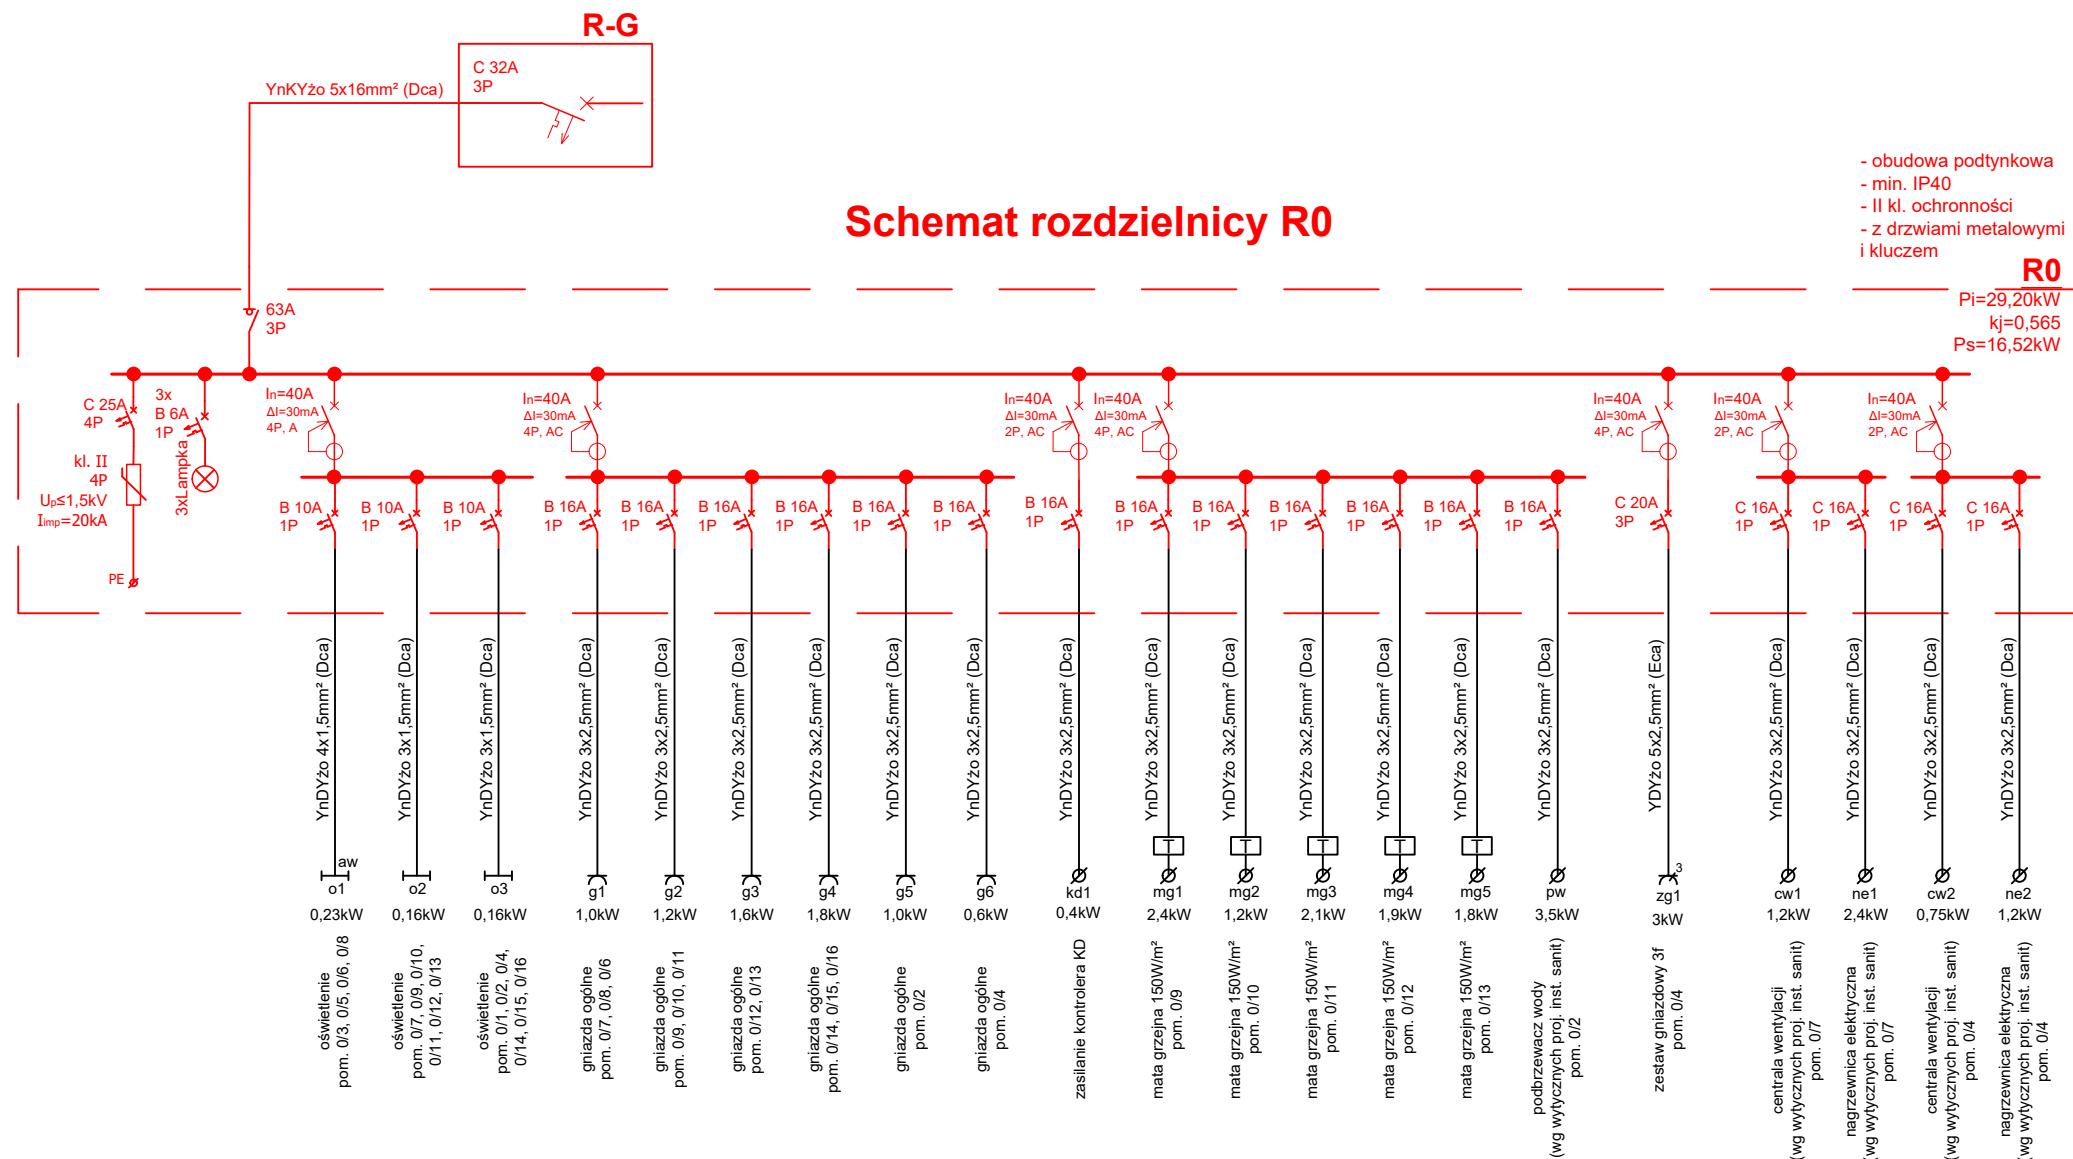 R-G
C 32A
3P
YnKYżo 5x16mm² (Dca)
- obudowa podtynkowa
- min. IP40
- II kl. ochronności
- z drzwiami metalowymi
i kluczem
Schemat rozdzielnicy R0
R0
Pi=29,20kW
kj=0,565
Ps=16,52kW
63A
3P
C 25A
4P
kl. II
4P
Up≤1,5kV
Iimp=20kA
PE
3x
B 6A
1P
3xLampka
In=40A
ΔI=30mA
4P, A
In=40A
ΔI=30mA
4P, AC
In=40A
ΔI=30mA
2P, AC
In=40A
ΔI=30mA
4P, AC
In=40A
ΔI=30mA
4P, AC
In=40A
ΔI=30mA
2P, AC
In=40A
ΔI=30mA
2P, AC
B 10A
1P
B 10A
1P
B 10A
1P
B 16A
1P
B 16A
1P
B 16A
1P
B 16A
1P
B 16A
1P
B 16A
1P
B 16A
1P
B 16A
1P
B 16A
1P
B 16A
1P
B 16A
1P
B 16A
1P
B 16A
1P
C 20A
3P
C 16A
1P
C 16A
1P
C 16A
1P
C 16A
1P
YnDYżo 4x1,5mm² (Dca)
YnDYżo 3x1,5mm² (Dca)
YnDYżo 3x1,5mm² (Dca)
YnDYżo 3x2,5mm² (Dca)
YnDYżo 3x2,5mm² (Dca)
YnDYżo 3x2,5mm² (Dca)
YnDYżo 3x2,5mm² (Dca)
YnDYżo 3x2,5mm² (Dca)
YnDYżo 3x2,5mm² (Dca)
YnDYżo 3x2,5mm² (Dca)
YnDYżo 3x2,5mm² (Dca)
YnDYżo 3x2,5mm² (Dca)
YnDYżo 3x2,5mm² (Dca)
YnDYżo 3x2,5mm² (Dca)
YnDYżo 3x2,5mm² (Dca)
YnDYżo 3x2,5mm² (Dca)
YDYżo 5x2,5mm² (Eca)
YnDYżo 3x2,5mm² (Dca)
YnDYżo 3x2,5mm² (Dca)
YnDYżo 3x2,5mm² (Dca)
YnDYżo 3x2,5mm² (Dca)
T
T
T
T
T
aw
3
o1
o2
o3
g1
g2
g3
g4
g5
g6
kd1
mg1
mg2
mg3
mg4
mg5
pw
zg1
cw1
ne1
cw2
ne2
0,23kW
0,16kW
0,16kW
1,0kW
1,2kW
1,6kW
1,8kW
1,0kW
0,6kW
0,4kW
2,4kW
1,2kW
2,1kW
1,9kW
1,8kW
3,5kW
3kW
1,2kW
2,4kW
0,75kW
1,2kW
oświetlenie
pom. 0/3, 0/5, 0/6, 0/8
oświetlenie
pom. 0/7, 0/9, 0/10,
0/11, 0/12, 0/13
oświetlenie
pom. 0/1, 0/2, 0/4,
0/14, 0/15, 0/16
gniazda ogólne
pom. 0/7, 0/8, 0/6
gniazda ogólne
pom. 0/9, 0/10, 0/11
gniazda ogólne
pom. 0/12, 0/13
gniazda ogólne
pom. 0/14, 0/15, 0/16
gniazda ogólne
pom. 0/2
gniazda ogólne
pom. 0/4
zasilanie kontrolera KD
mata grzejna 150W/m²
pom. 0/9
mata grzejna 150W/m²
pom. 0/10
mata grzejna 150W/m²
pom. 0/11
mata grzejna 150W/m²
pom. 0/12
mata grzejna 150W/m²
pom. 0/13
podbrzewacz wody
(wg wytycznych proj. inst. sanit)
pom. 0/2
zestaw gniazdowy 3f
pom. 0/4
centrala wentylacji
(wg wytycznych proj. inst. sanit)
pom. 0/7
nagrzewnica elektryczna
(wg wytycznych proj. inst. sanit)
pom. 0/7
centrala wentylacji
(wg wytycznych proj. inst. sanit)
pom. 0/4
nagrzewnica elektryczna
(wg wytycznych proj. inst. sanit)
pom. 0/4